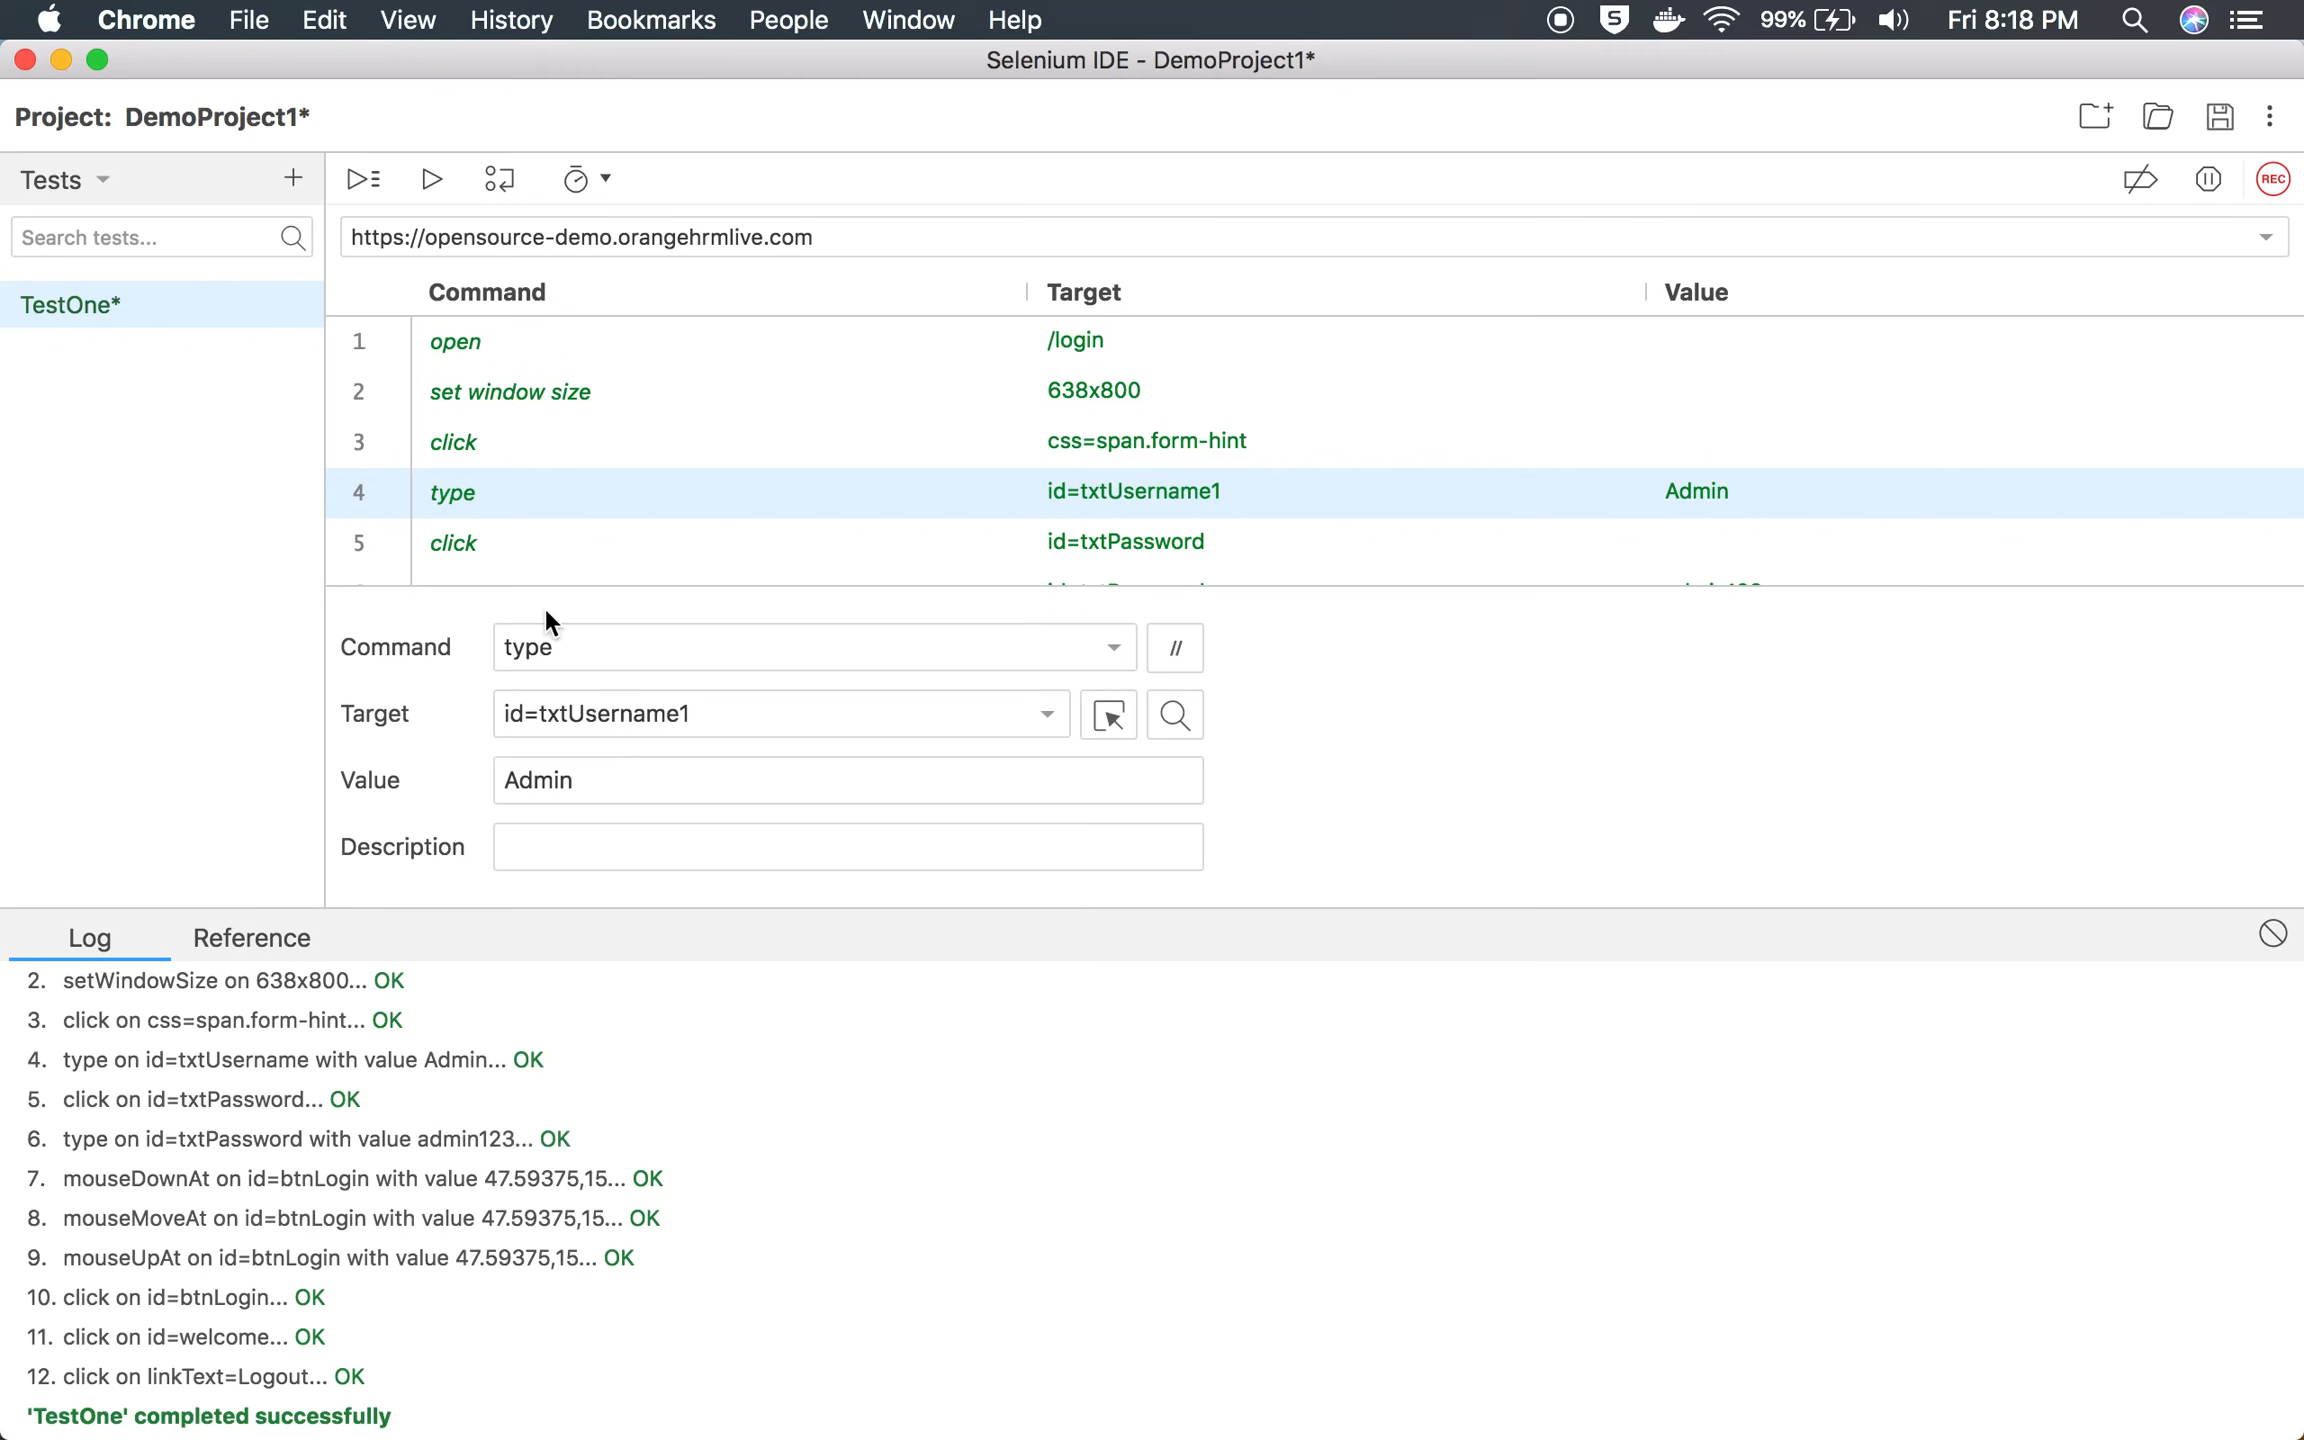 Chrome File Edit View History Bookmarks People Window Help 99% Fri 8:18 PM
Selenium IDE - DemoProject1*
Project: DemoProject1*
Tests
REC
Search tests...
https://opensource-demo.orangehrmlive.com
Command Target Value
TestOne*
1 open /login
2 set window size 638x800
3 click css=span.form-hint
4 type id=txtUsername1 Admin
5 click id=txtPassword
Command type //
Target id=txtUsername1
Value Admin
Description
Log Reference
2. setWindowSize on 638x800... OK
3. click on css=span.form-hint... OK
4. type on id=txtUsername with value Admin... OK
5. click on id=txtPassword... OK
6. type on id=txtPassword with value admin123... OK
7. mouseDownAt on id=btnLogin with value 47.59375,15... OK
8. mouseMoveAt on id=btnLogin with value 47.59375,15... OK
9. mouseUpAt on id=btnLogin with value 47.59375,15... OK
10. click on id=btnLogin... OK
11. click on id=welcome... OK
12. click on linkText=Logout... OK
'TestOne' completed successfully